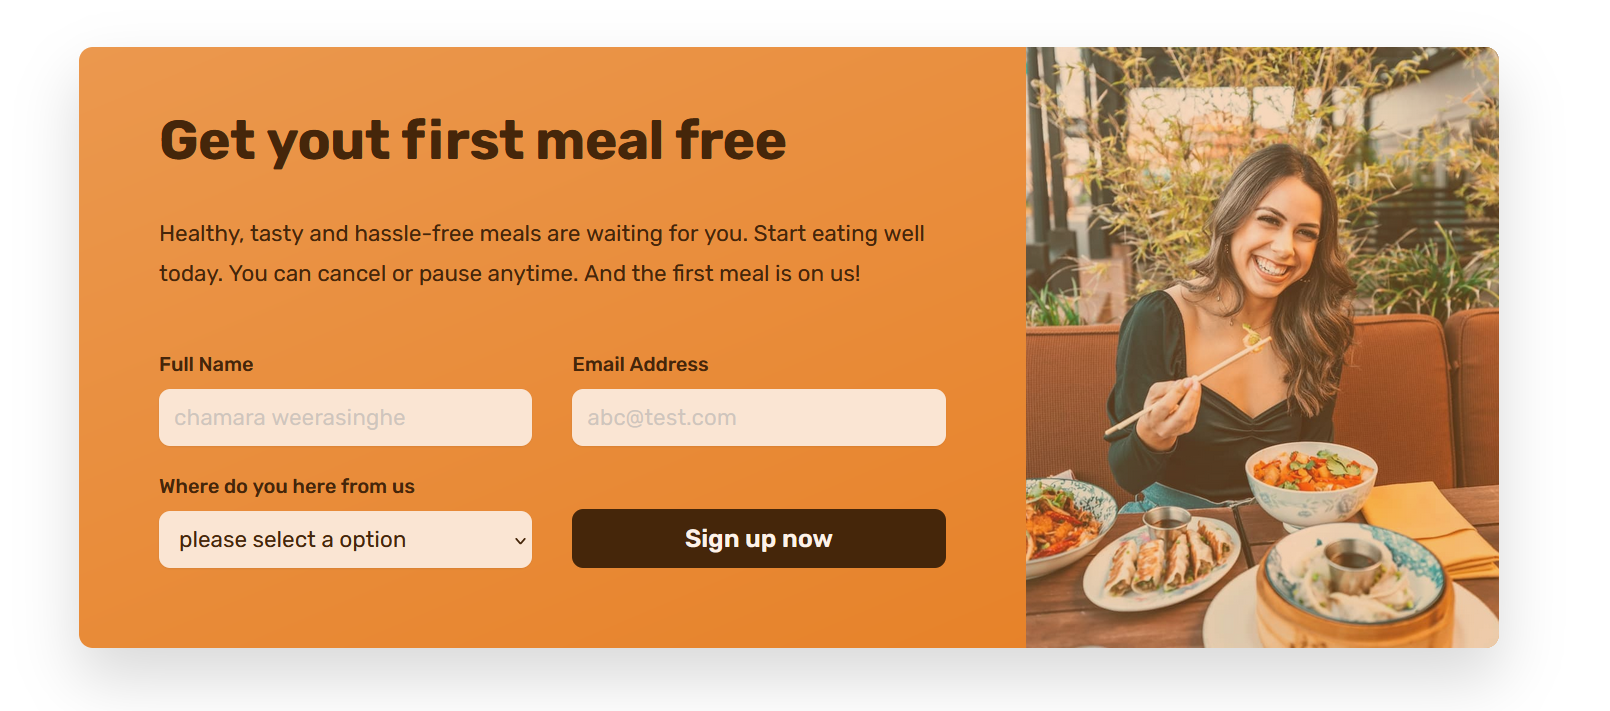 Get yout first meal free
Healthy, tasty and hassle-free meals are waiting for you. Start eating well
today. You can cancel or pause anytime. And the first meal is on us!
Full Name
Email Address
chamara weerasinghe
abc@test.com
Where do you here from us
please select a option
Sign up now